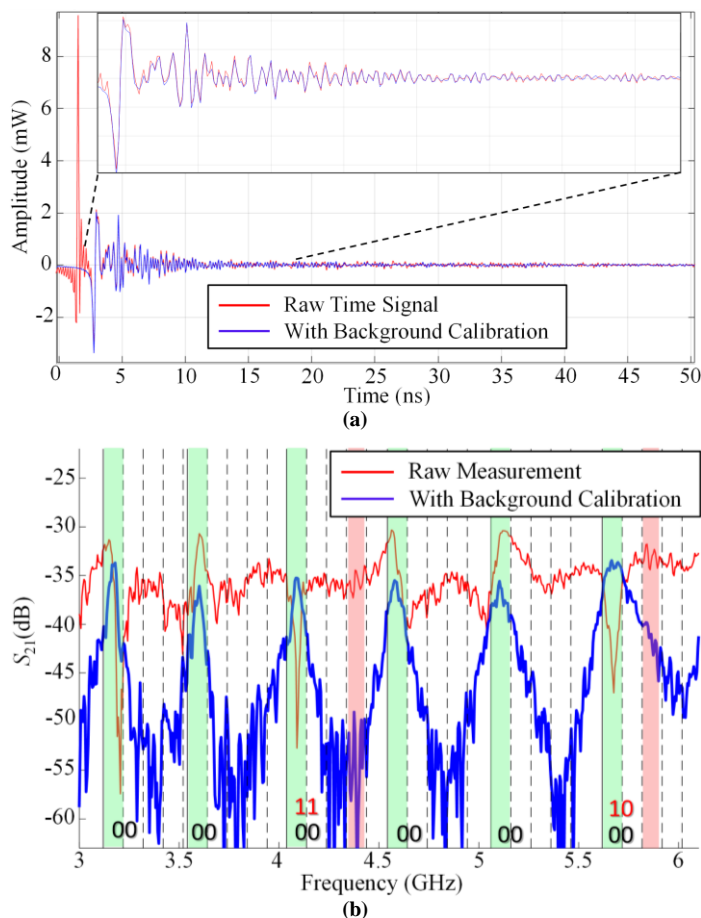 Amplitude (mW)
8
6
4
2
0
-2
Raw Time Signal
With Background Calibration
0 5 10 15 20 25 30 35 40 45 50
Time (ns)
(a)
S21(dB)
-25
-30
-35
-40
-45
-50
-55
-60
Raw Measurement
With Background Calibration
11 10
00 00 00 00 00 00
3 3.5 4 4.5 5 5.5 6
Frequency (GHz)
(b)